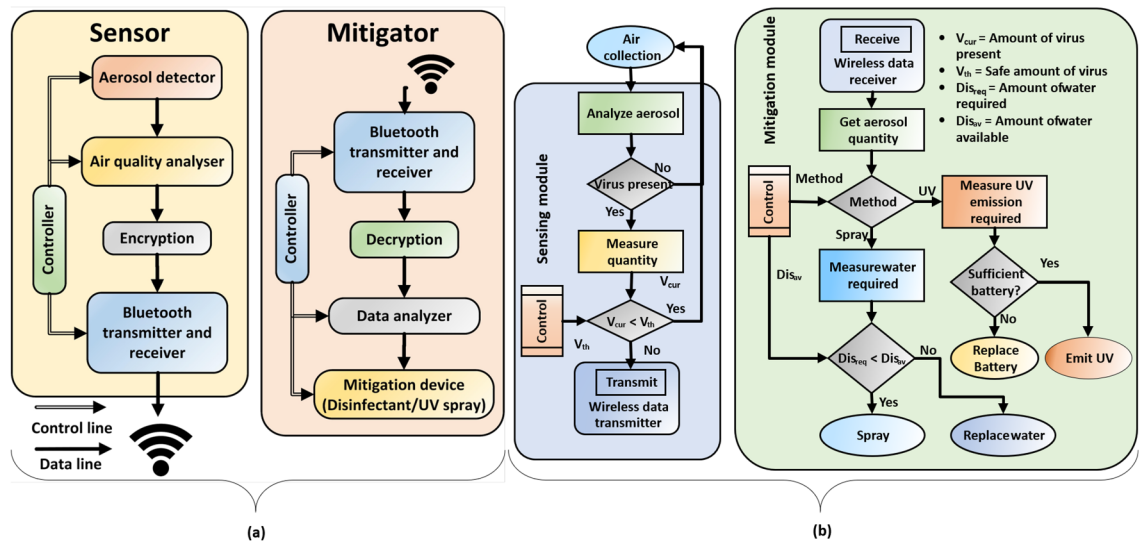 Sensor
Aerosol detector
Air quality analyser
Controller
Encryption
Bluetooth
transmitter and
receiver
Control line
Data line
Mitigator
Bluetooth
transmitter and
receiver
Controller
Decryption
Data analyzer
Mitigation device
(Disinfectant/UV spray)
(a)
Air
collection
Sensing module
Analyze aerosol
No
Virus present
Yes
Measure
quantity
Vcur
Control
Vth
Vcur < Vth
Yes
No
Transmit
Wireless data
transmitter
Mitigation module
Receive
Wireless data
receiver
• Vcur = Amount of virus
present
• Vth = Safe amount of virus
• Disreq = Amount ofwater
required
• Disav = Amount ofwater
available
Get aerosol
quantity
Control
Method
Method
UV
Measure UV
emission
required
Spray
Disav
Measurewater
required
Sufficient
battery?
Yes
No
Disreq < Disav
No
Replace
Battery
Emit UV
Yes
Spray
Replacewater
(b)